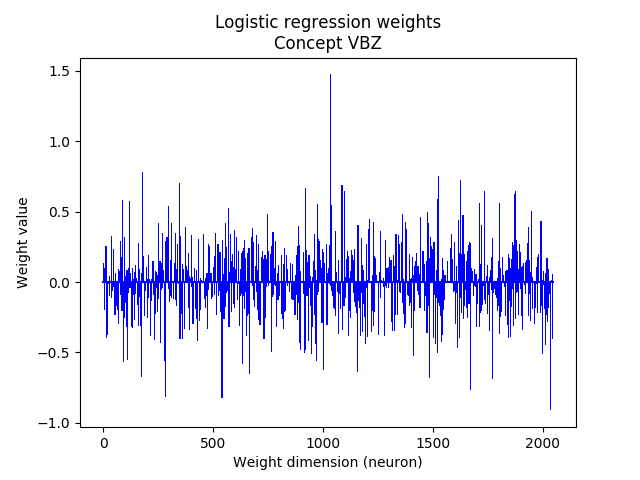 Logistic regression weights
Concept VBZ
1.5
1.0
0.5
0.0
−0.5
−1.0
Weight value
0
500
1000
1500
2000
Weight dimension (neuron)